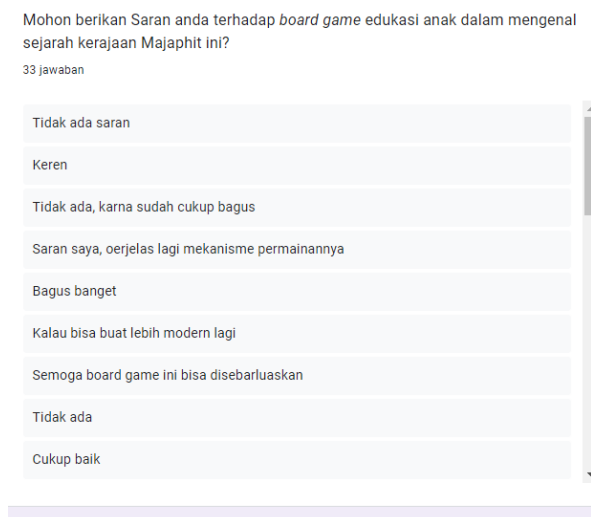 Mohon berikan Saran anda terhadap board game edukasi anak dalam mengenal
sejarah kerajaan Majaphit ini?
33 jawaban
Tidak ada saran
Keren
Tidak ada, karna sudah cukup bagus
Saran saya, oerjelas lagi mekanisme permainannya
Bagus banget
Kalau bisa buat lebih modern lagi
Semoga board game ini bisa disebarluaskan
Tidak ada
Cukup baik